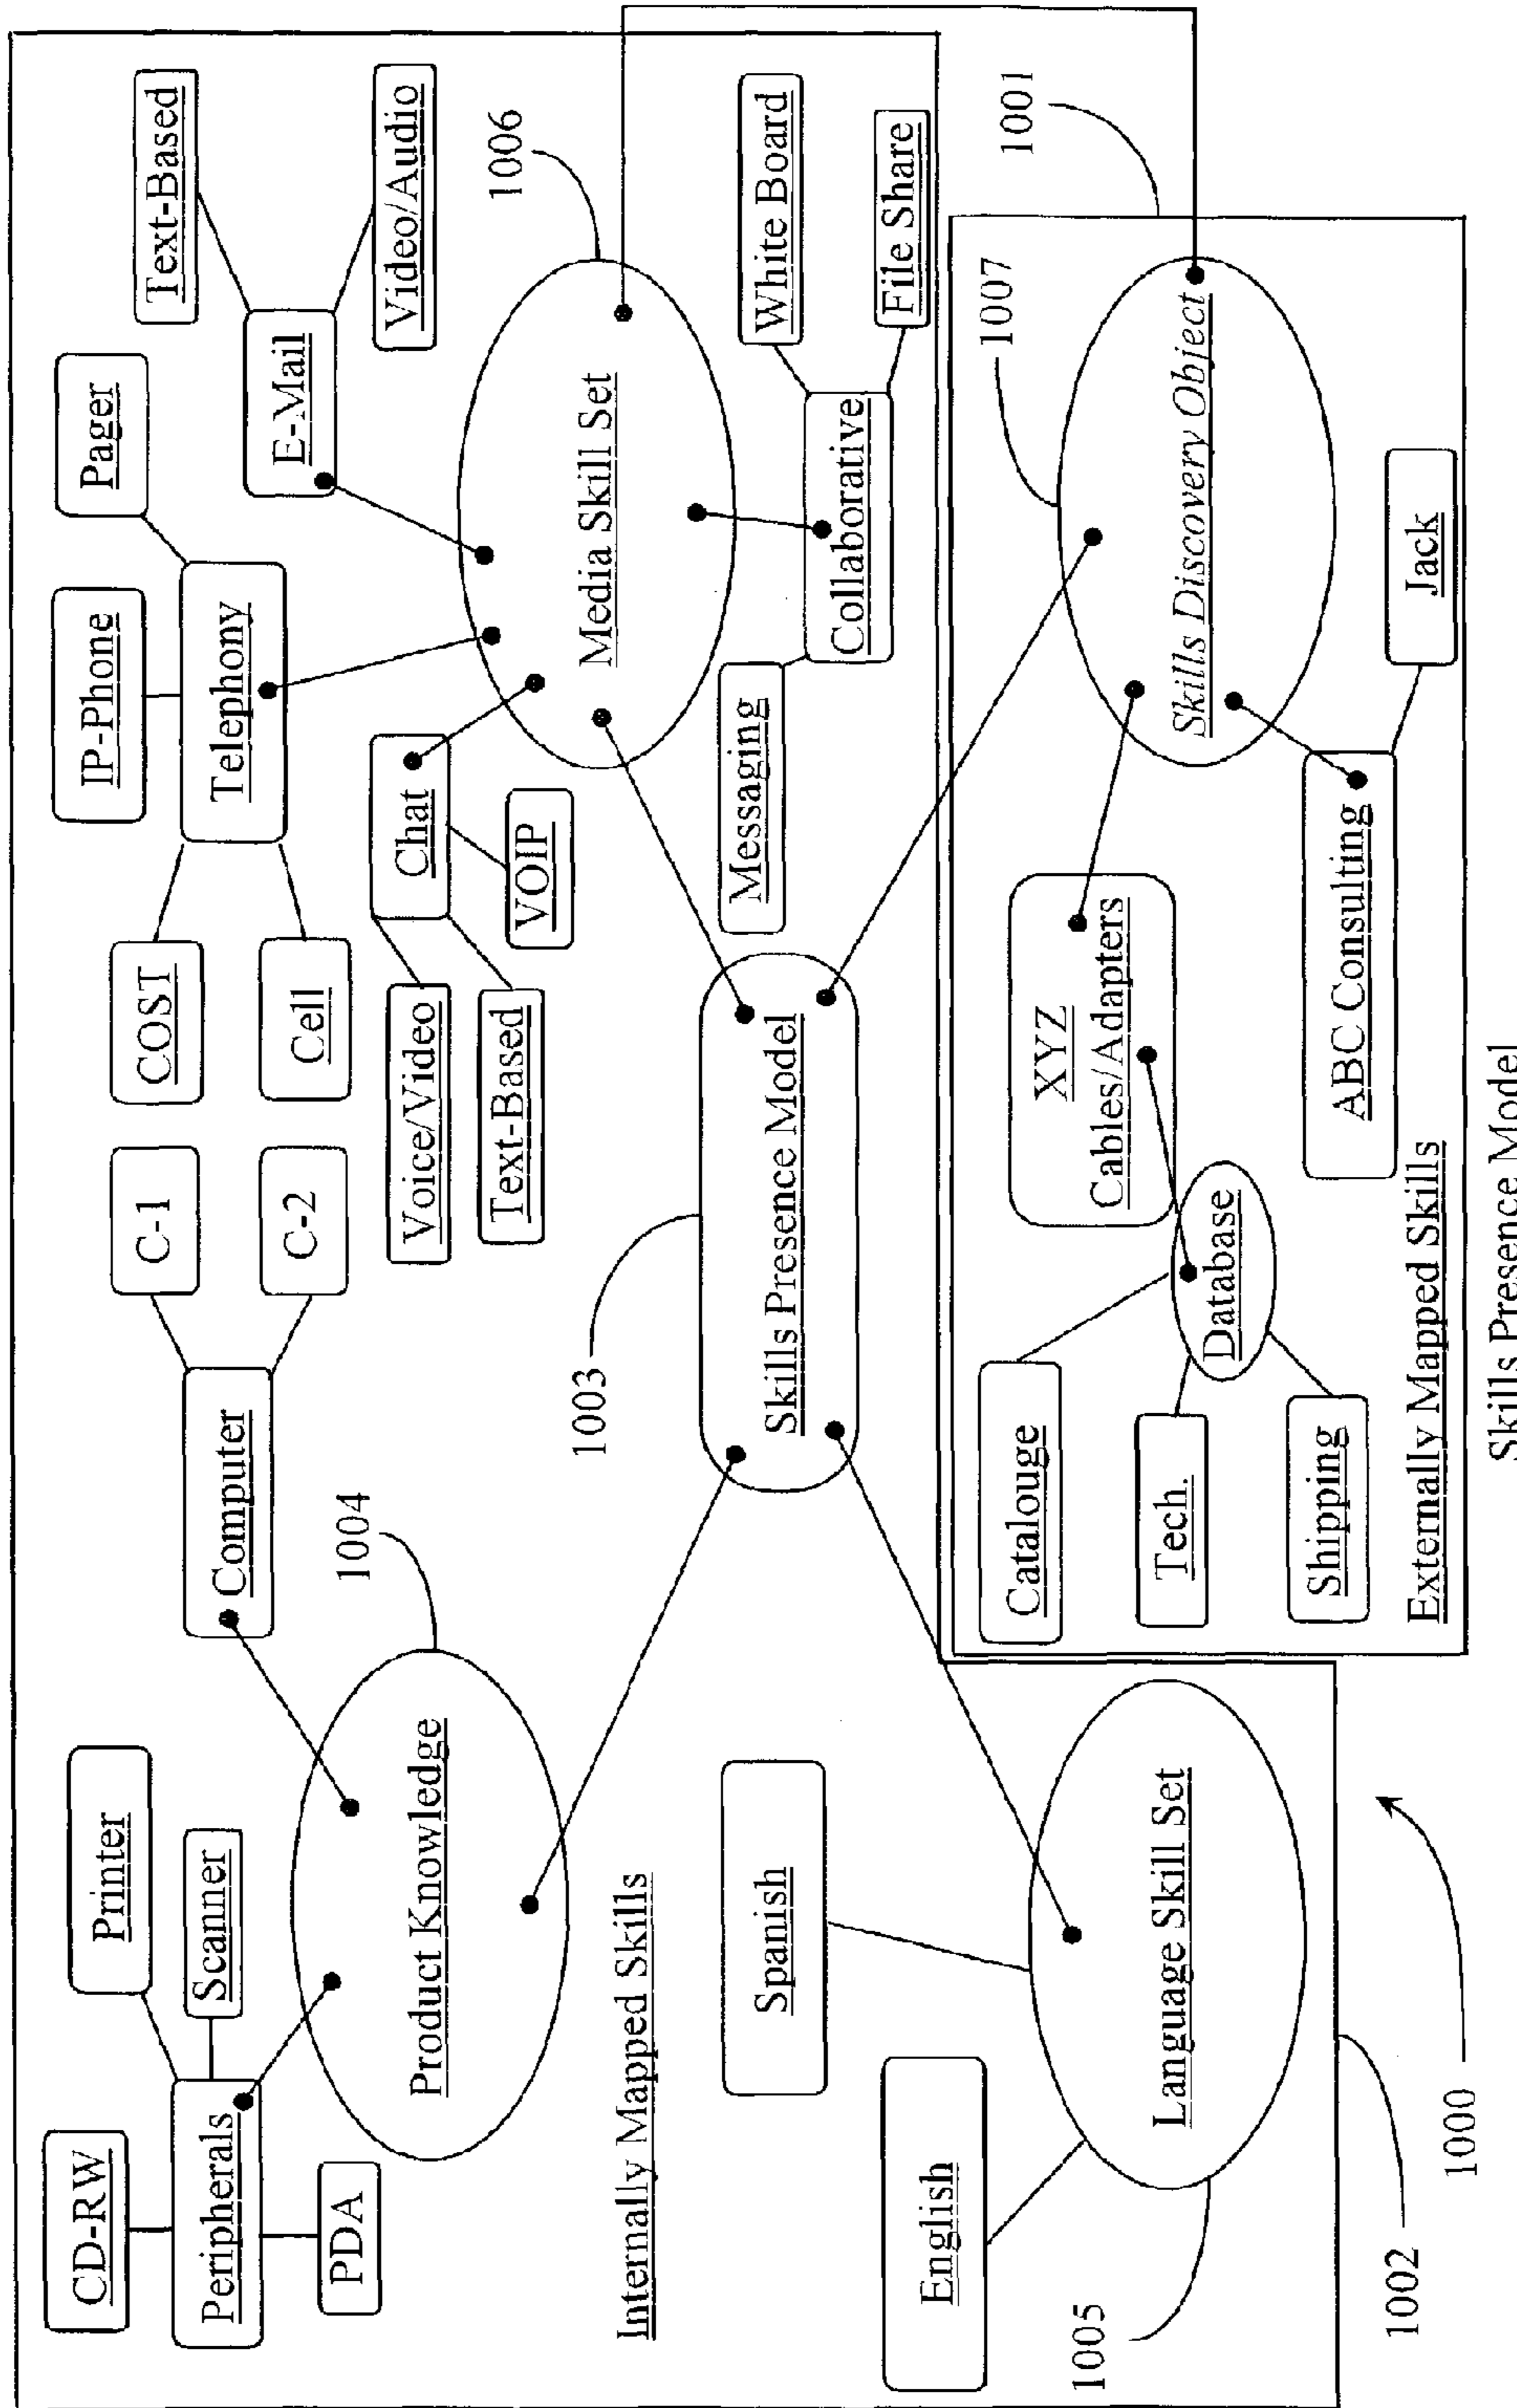 CD-RW
Printer
Peripherals
Scanner
PDA
Computer
C-1
C-2
COST
Cell
IP-Phone
Telephony
Pager
Text-Based
E-Mail
Video/Audio
1004
Product Knowledge
Voice/Video
Chat
Text-Based
VOIP
1006
Media Skill Set
Internally Mapped Skills
1003
Skills Presence Model
Messaging
Collaborative
White Board
File Share
Spanish
English
Language Skill Set
1005
1002
1000
Catalouge
Tech.
Shipping
Database
XYZ
Cables/Adapters
1007
1001
Skills Discovery Object
ABC Consulting
Jack
Externally Mapped Skills
Skills Presence Model